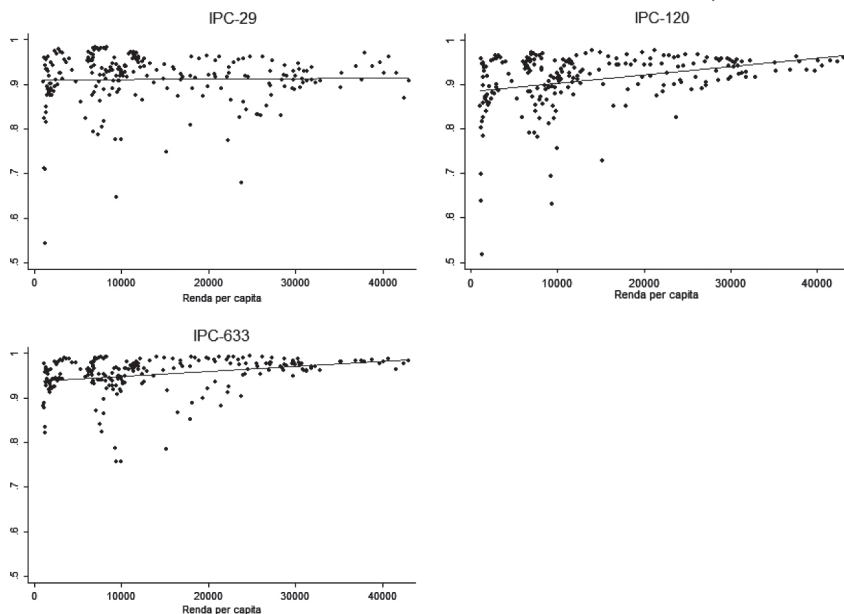 IPC-29
1
.9
.8
.7
.6
.5
0 10000 20000 30000 40000
Renda per capita
IPC-120
1
.9
.8
.7
.6
.5
0 10000 20000 30000 40000
Renda per capita
IPC-633
1
.9
.8
.7
.6
.5
0 10000 20000 30000 40000
Renda per capita